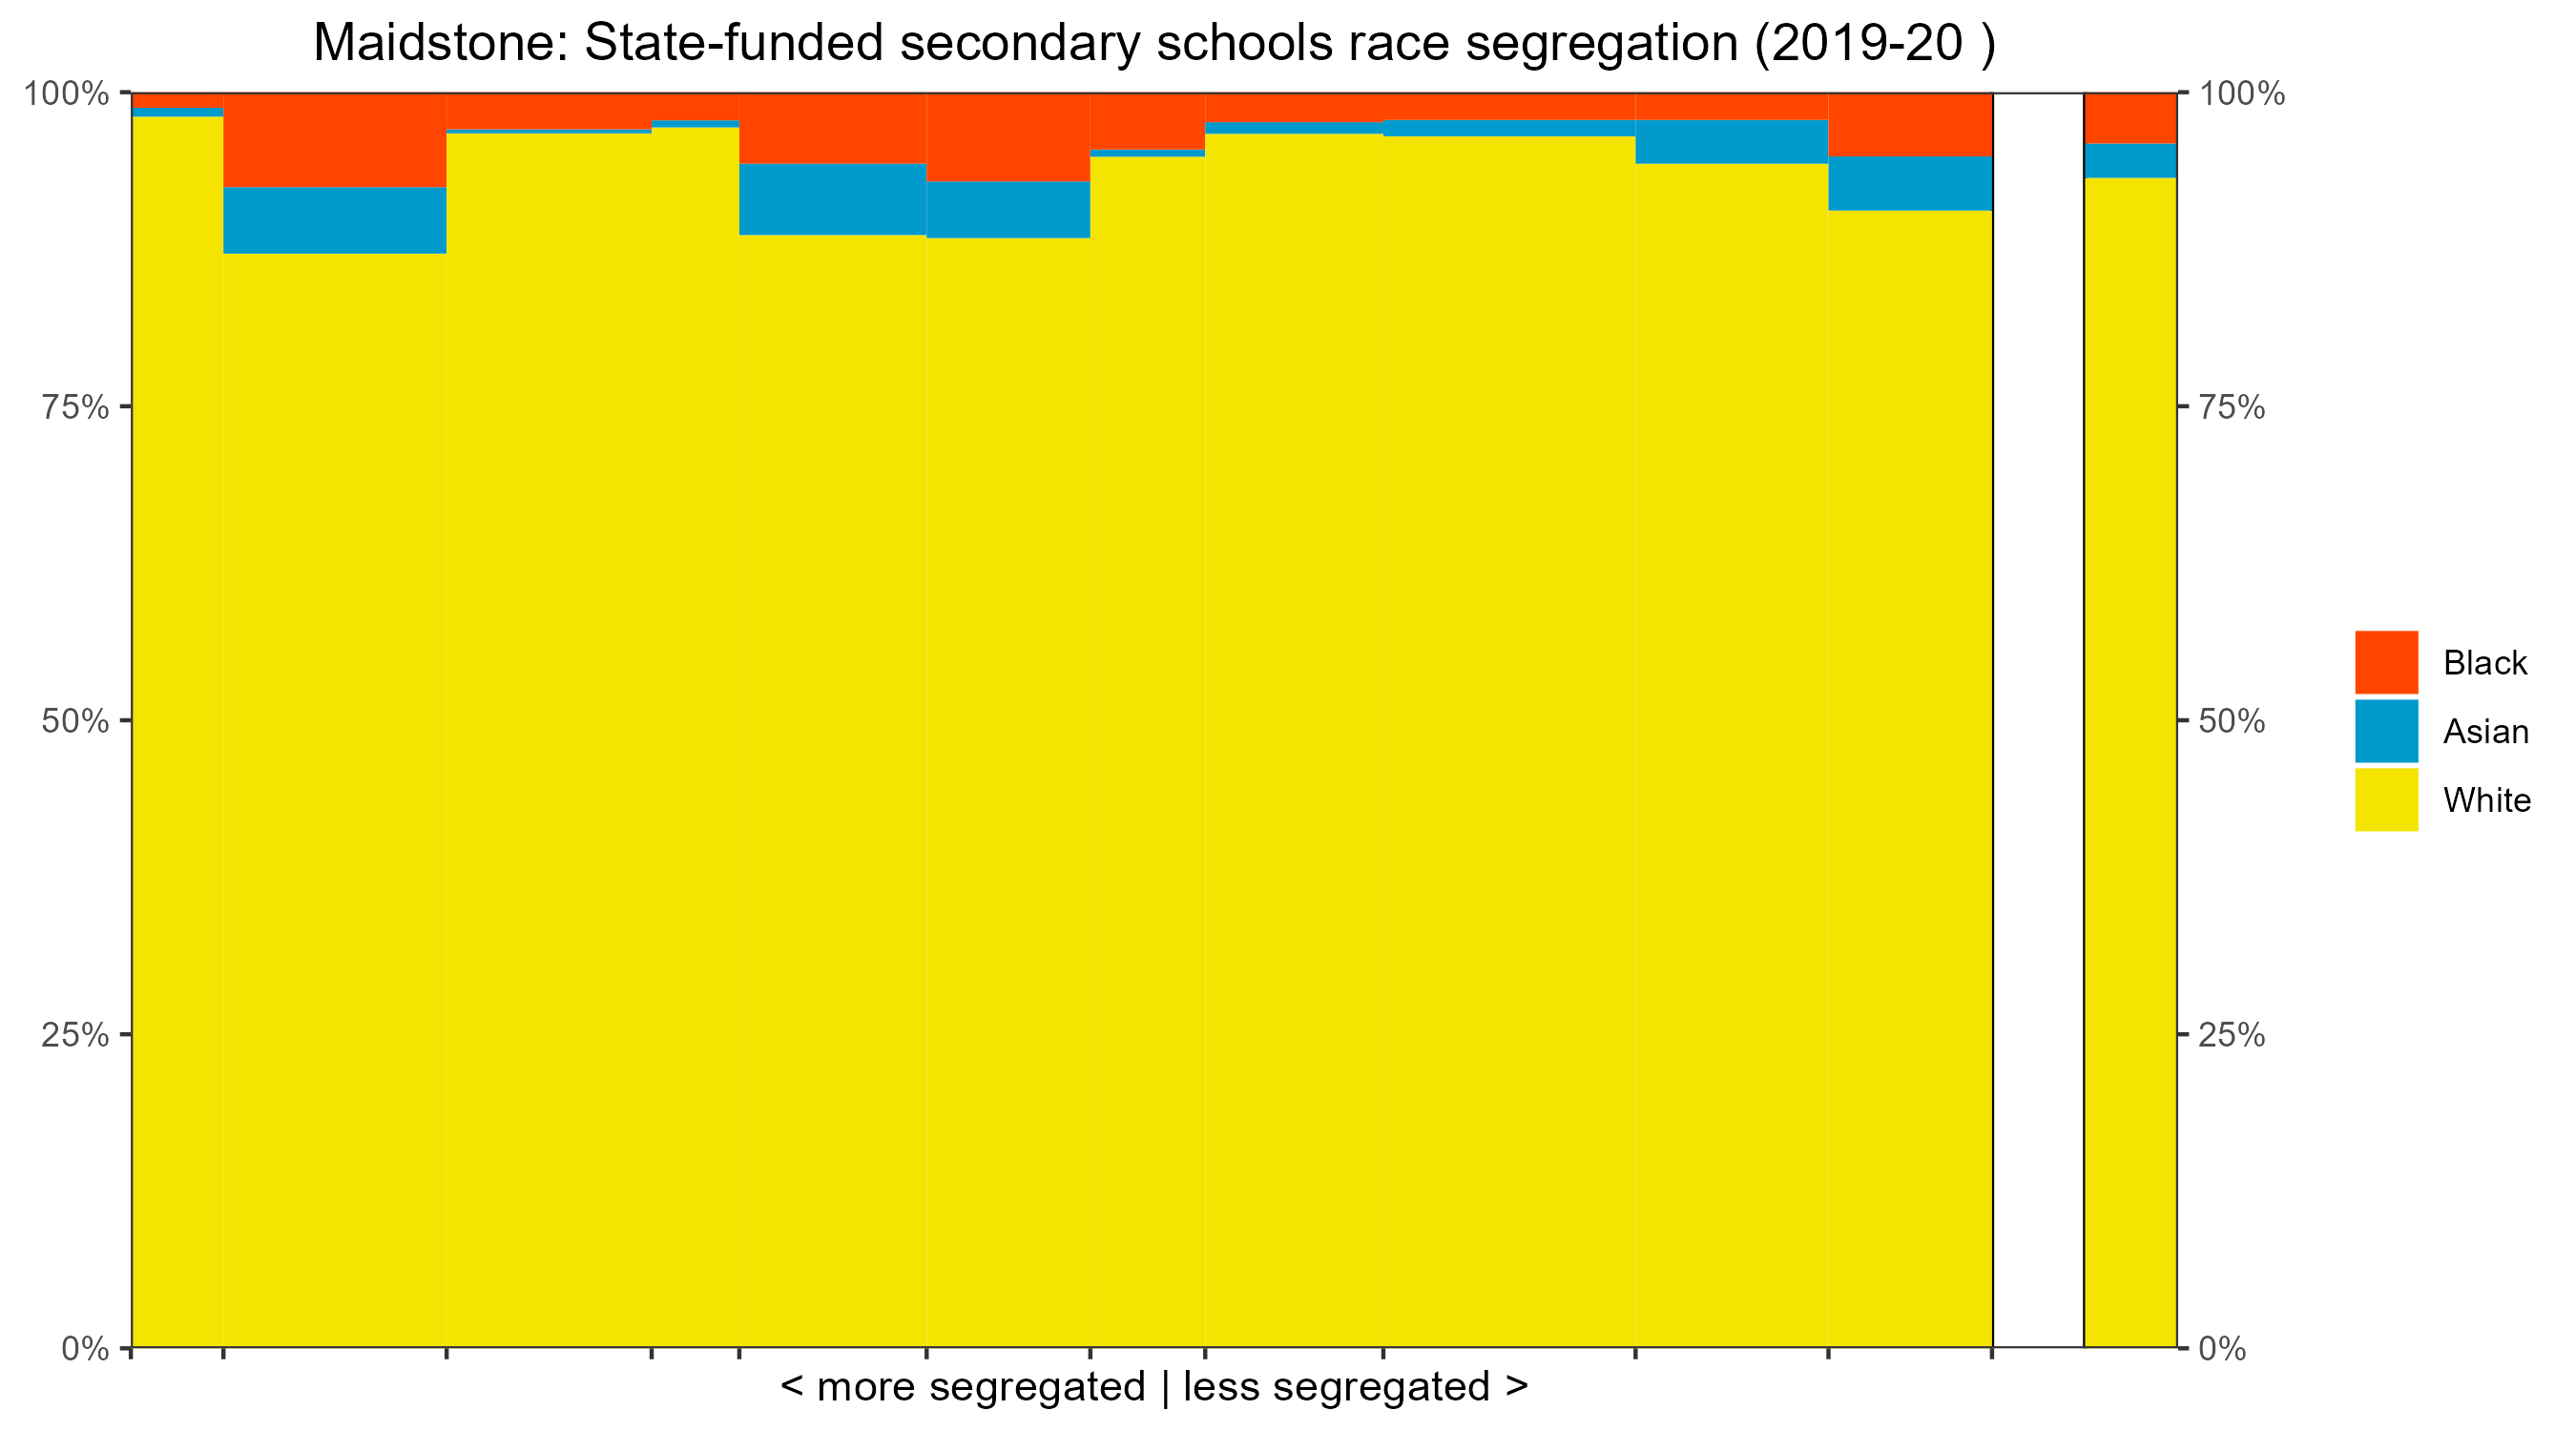 Maidstone: State-funded secondary schools race segregation (2019-20 )
100%
75%
50%
25%
0%
100%
75%
50%
25%
0%
Black
Asian
White
< more segregated | less segregated >